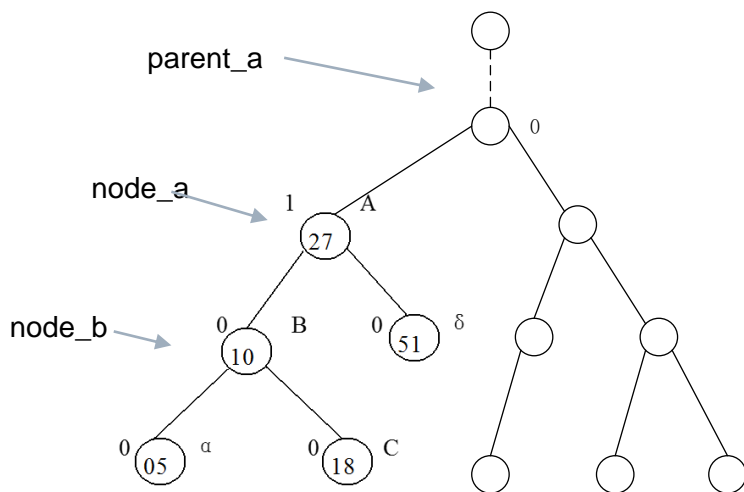 parent_a
0
node_a
1 A
27
node_b
0 B
10
0 δ
51
0 α
05
0 C
18